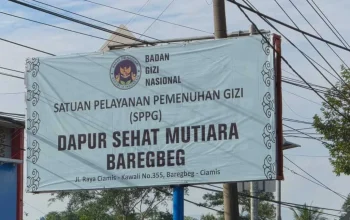 BADAN
GIZI
NASIONAL
SATUAN PELAYANAN PEMENUHAN GIZI
(SPPG)
DAPUR SEHAT MUTIARA
BAREGBEG
Jl. Raya Ciamis - Kawali No.355, Baregbeg - Ciamis